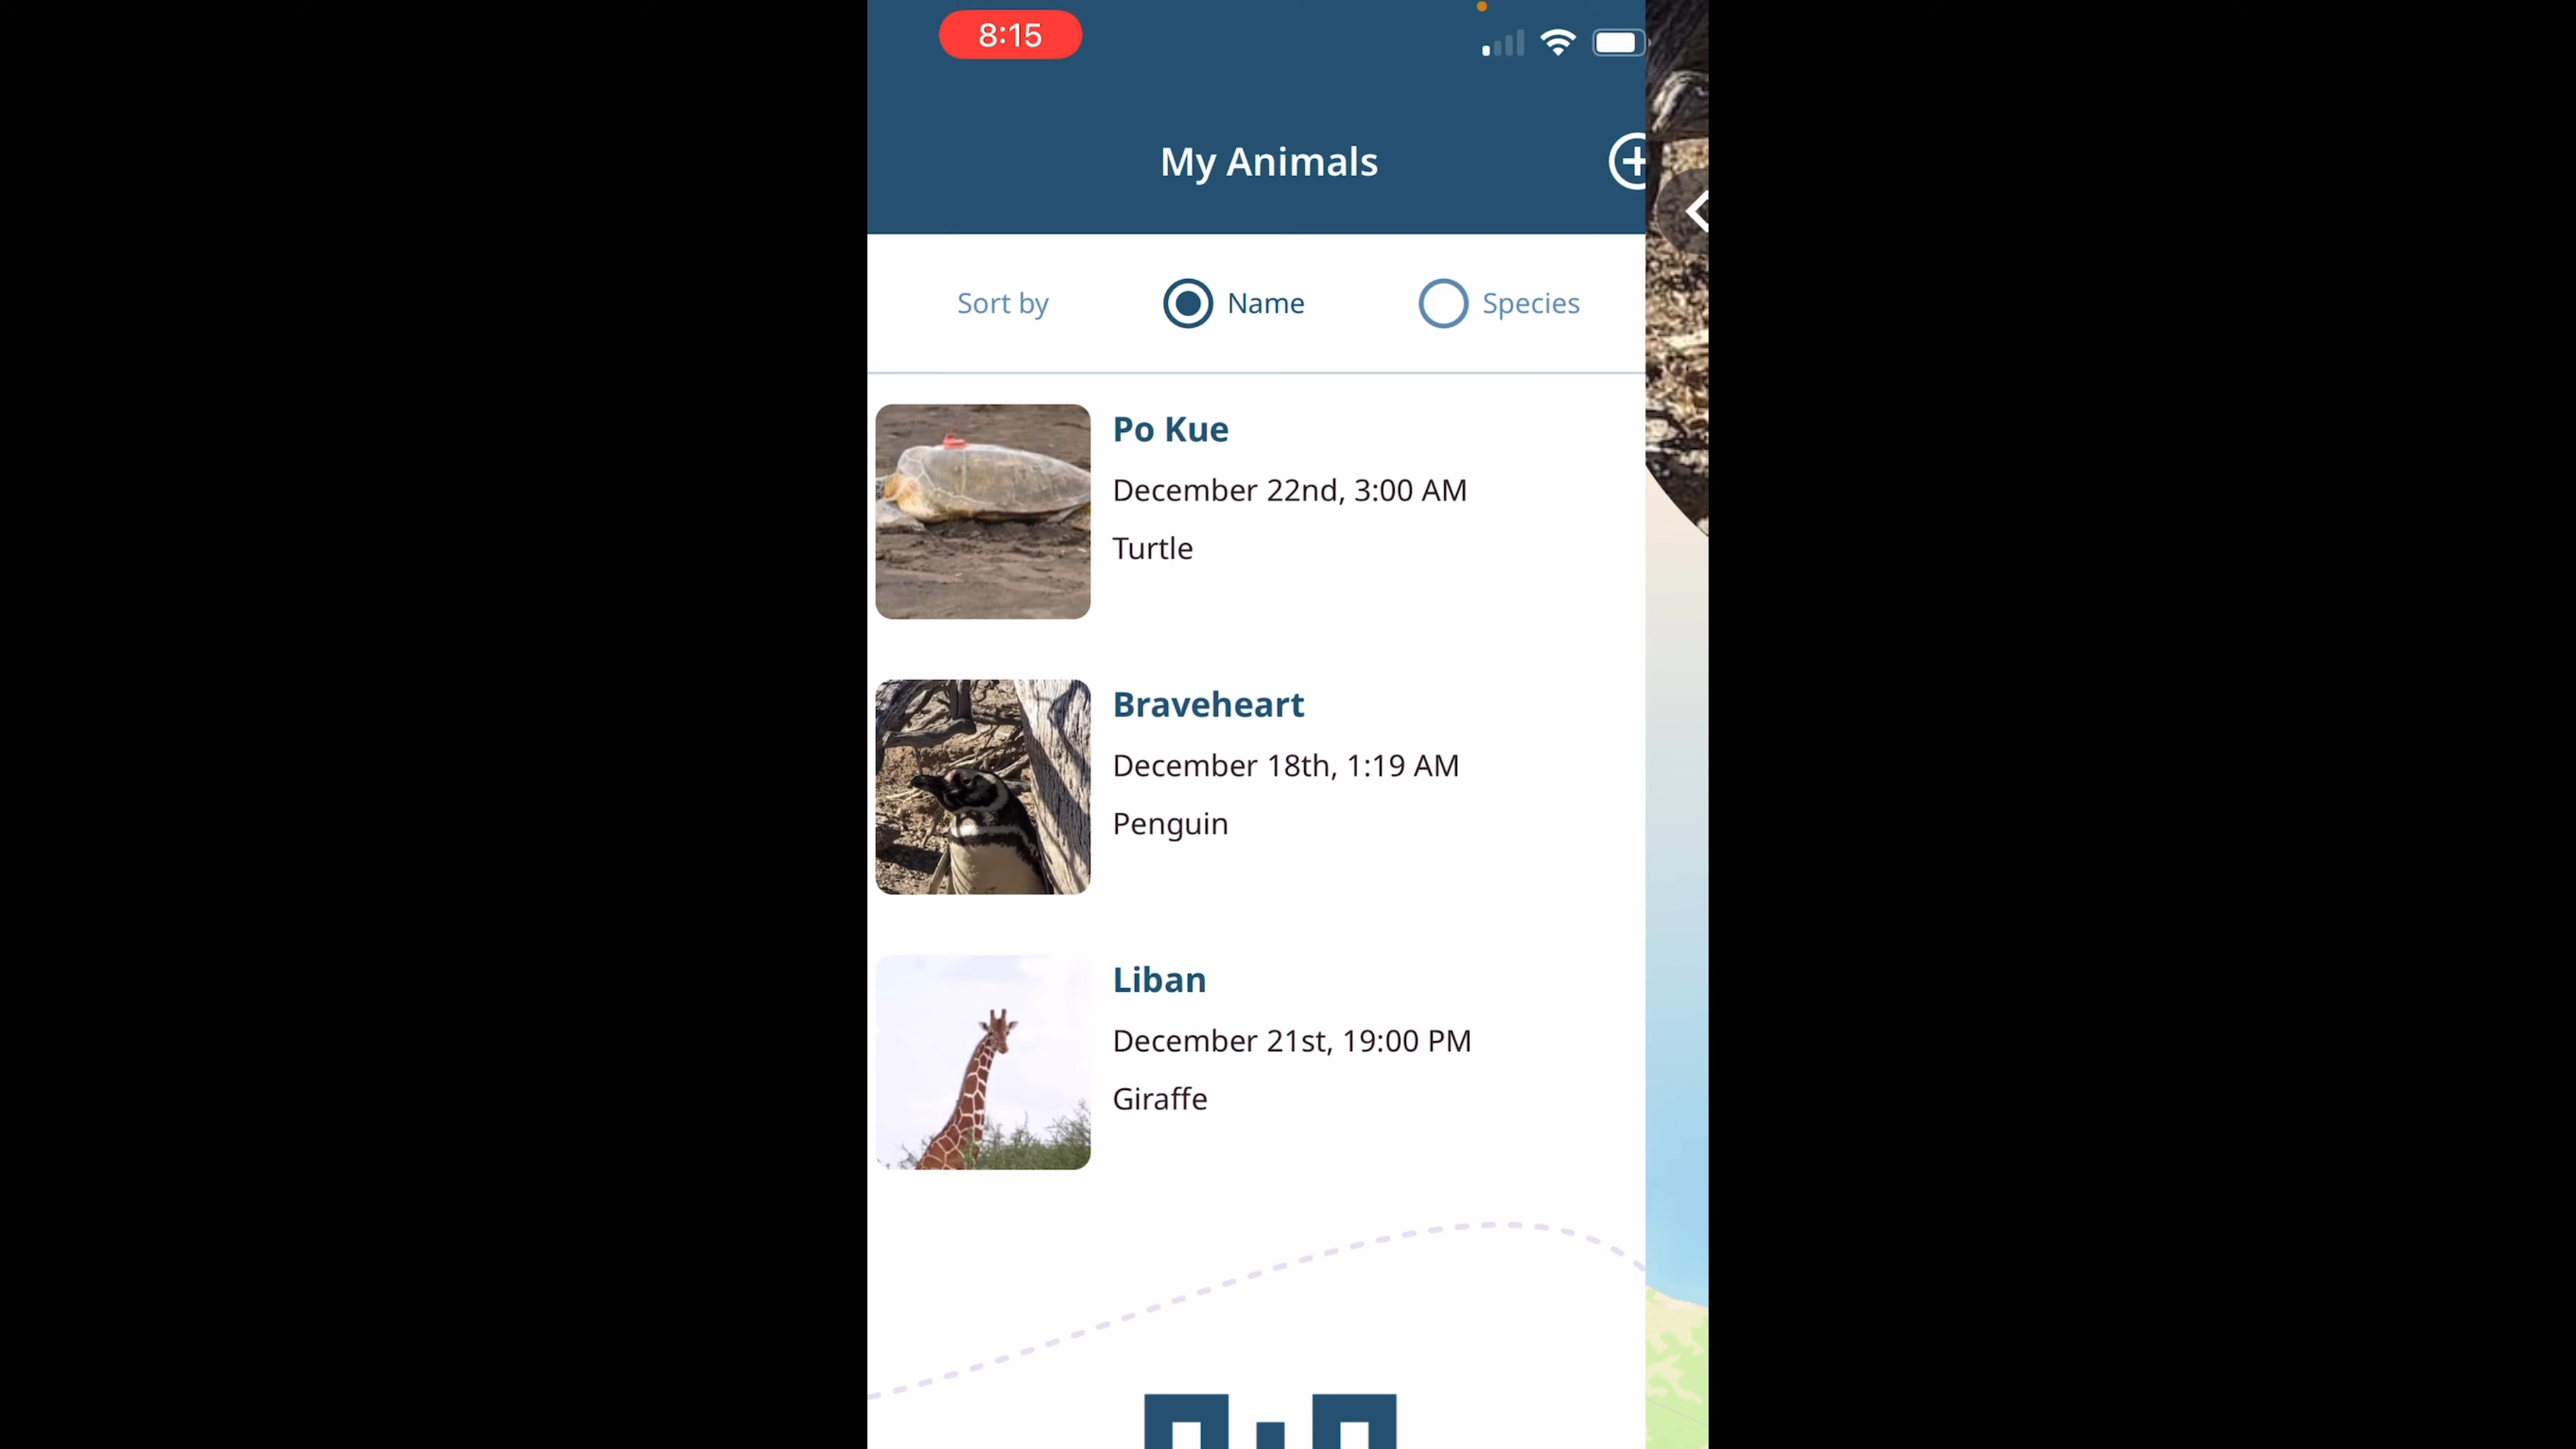 8:15
My Animals
Sort by Name Species
Po Kue
December 22nd, 3:00 AM
Turtle
Braveheart
December 18th, 1:19 AM
Penguin
Liban
December 21st, 19:00 PM
Giraffe